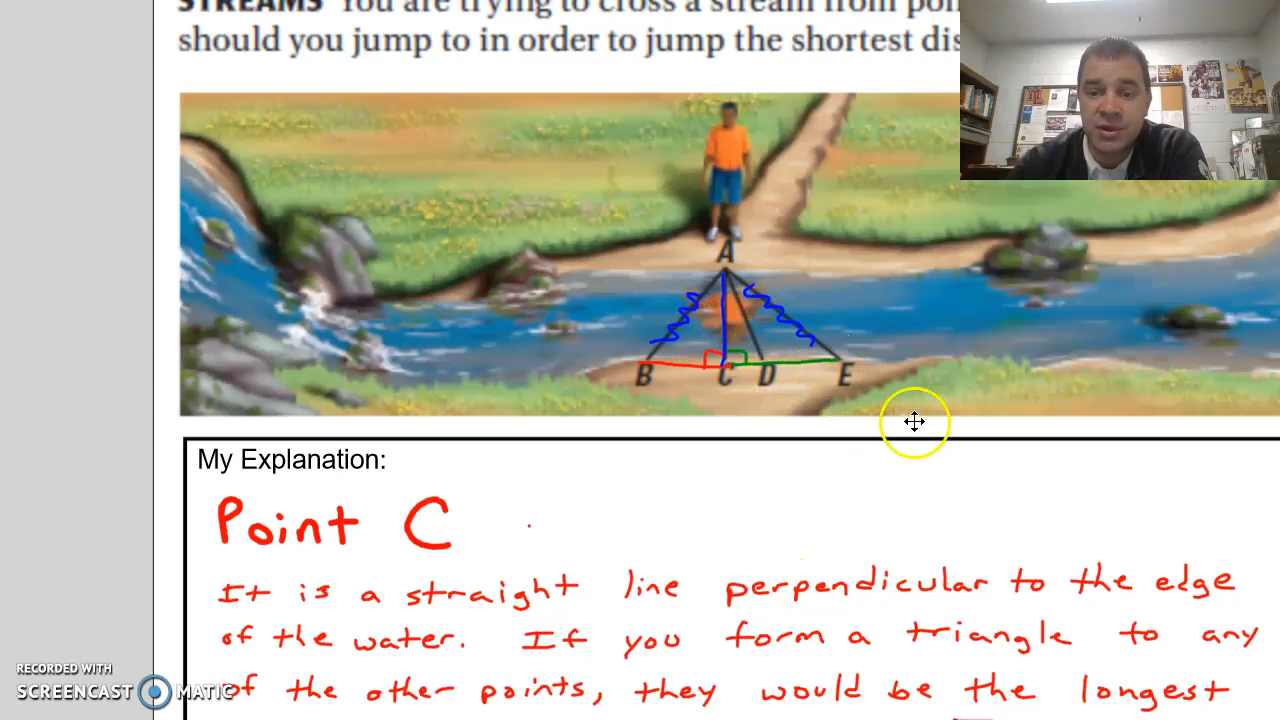 STREAMS You are trying to cross a stream from
should you jump to in order to jump the shortest
A
B C D E
My Explanation:
Point C
It is a straight line perpendicular to the edge
of the water. If you form a triangle to any
of the other points, they would be the longest
RECORDED WITH
SCREENCAST MATIC